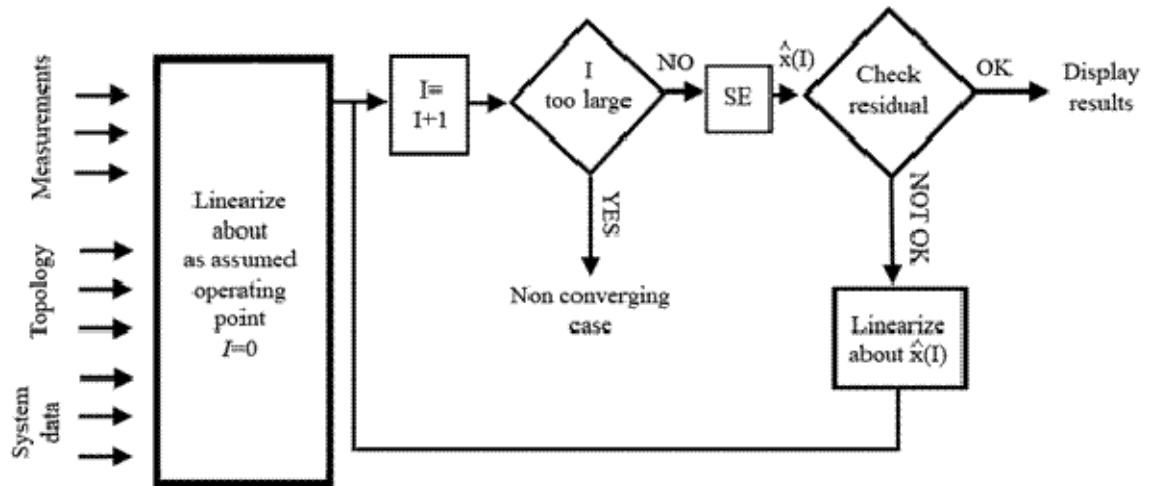 Measurements
Topology
System
data
Linearize
about
as assumed
operating
point
I=0
I=
I+1
I
too large
NO
YES
Non converging
case
SE
x̂(I)
Check
residual
OK
NOT OK
Display
results
Linearize
about x̂(I)